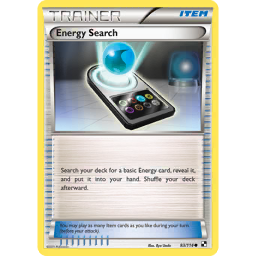 TRAINER ITEM
Energy Search
Search your deck for a basic Energy card, reveal it,
and put it into your hand. Shuffle your deck
afterward.
You may play as many Item cards as you like during your turn
(before your attack).
Illus. Ryo Ueda
93/114